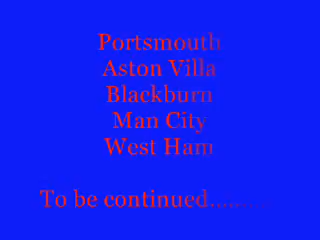 Portsmouth
Aston Villa
Blackburn
Man City
West Ham
To be continued........